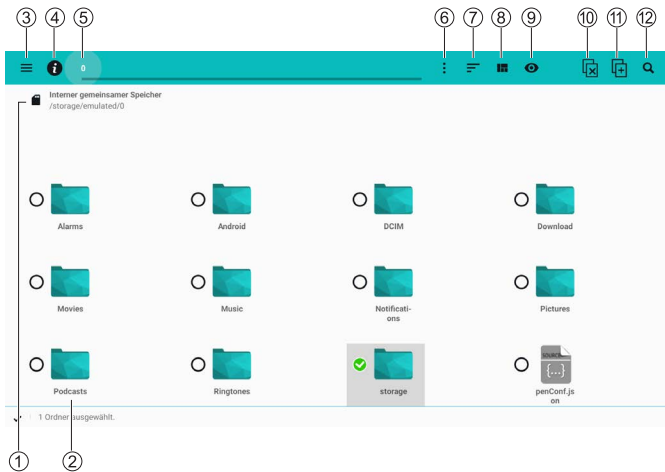 3 4 5 6 7 8 9 10 11 12
0
Interner gemeinsamer Speicher
/storage/emulated/0
Alarms Android DCIM Download
Movies Music Notificati-
ons Pictures
SOURCE
{...}
Podcasts Ringtones storage penConf.js
on
1 Ordner ausgewählt.
1 2